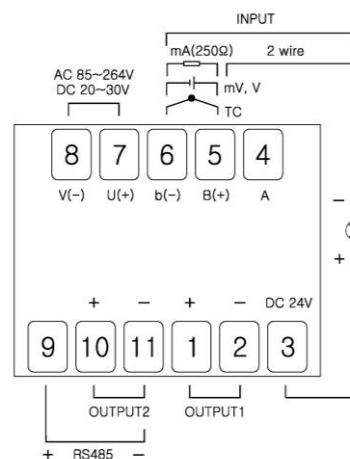 INPUT
mA(250Ω) 2 wire
AC 85~264V
DC 20~30V
mV, V
TC
8 7 6 5 4
V(-) U(+) b(-) B(+) A
-
+
+ - + - DC 24V
9 10 11 1 2 3
OUTPUT2 OUTPUT1
+ RS485 -